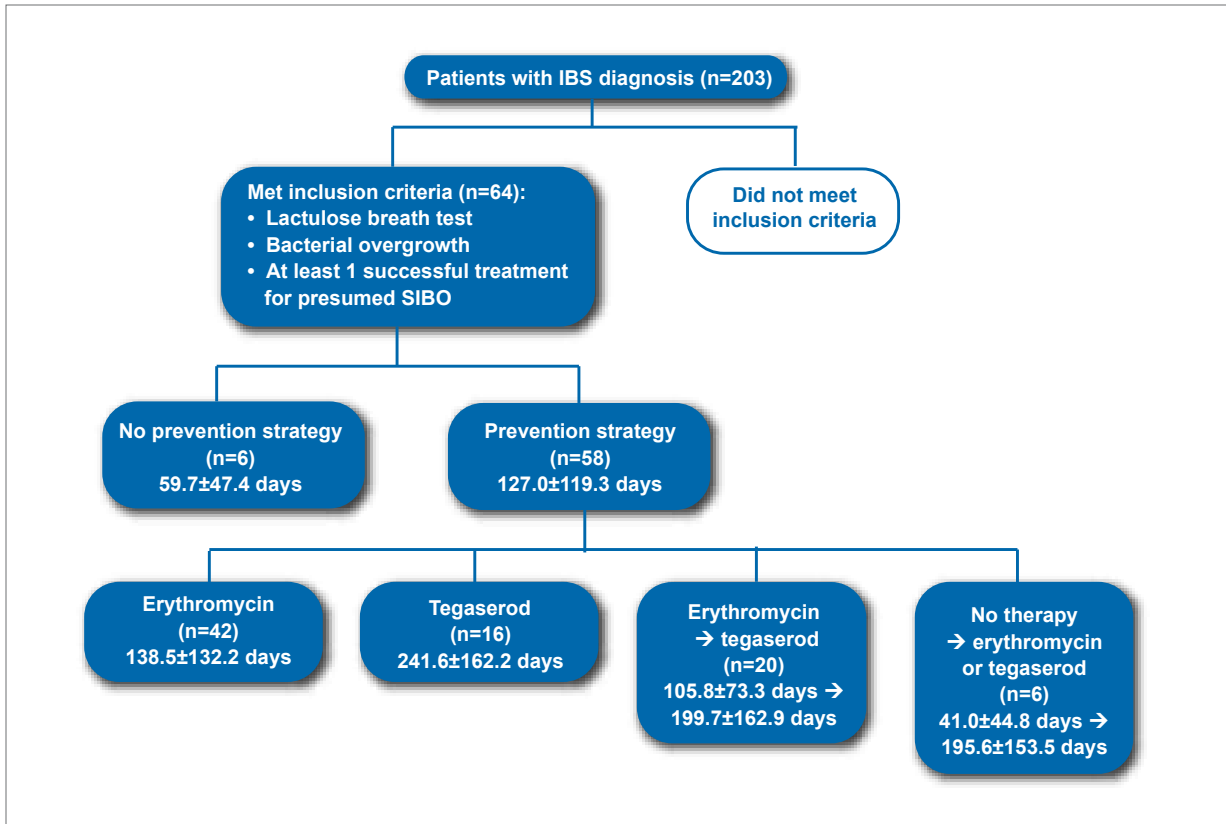 Patients with IBS diagnosis (n=203)
Met inclusion criteria (n=64):
• Lactulose breath test
• Bacterial overgrowth
• At least 1 successful treatment
for presumed SIBO
Did not meet
inclusion criteria
No prevention strategy
(n=6)
59.7±47.4 days
Prevention strategy
(n=58)
127.0±119.3 days
Erythromycin
(n=42)
138.5±132.2 days
Tegaserod
(n=16)
241.6±162.2 days
Erythromycin
→ tegaserod
(n=20)
105.8±73.3 days →
199.7±162.9 days
No therapy
→ erythromycin
or tegaserod
(n=6)
41.0±44.8 days →
195.6±153.5 days